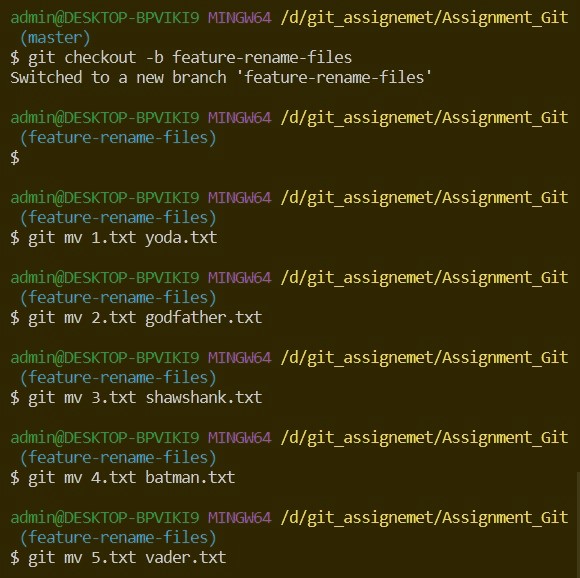 admin@DESKTOP-BPVIKI9 MINGW64 /d/git_assignemet/Assignment_Git
(master)
$ git checkout -b feature-rename-files
Switched to a new branch 'feature-rename-files'
admin@DESKTOP-BPVIKI9 MINGW64 /d/git_assignemet/Assignment_Git
(feature-rename-files)
$
admin@DESKTOP-BPVIKI9 MINGW64 /d/git_assignemet/Assignment_Git
(feature-rename-files)
$ git mv 1.txt yoda.txt
admin@DESKTOP-BPVIKI9 MINGW64 /d/git_assignemet/Assignment_Git
(feature-rename-files)
$ git mv 2.txt godfather.txt
admin@DESKTOP-BPVIKI9 MINGW64 /d/git_assignemet/Assignment_Git
(feature-rename-files)
$ git mv 3.txt shawshank.txt
admin@DESKTOP-BPVIKI9 MINGW64 /d/git_assignemet/Assignment_Git
(feature-rename-files)
$ git mv 4.txt batman.txt
admin@DESKTOP-BPVIKI9 MINGW64 /d/git_assignemet/Assignment_Git
(feature-rename-files)
$ git mv 5.txt vader.txt